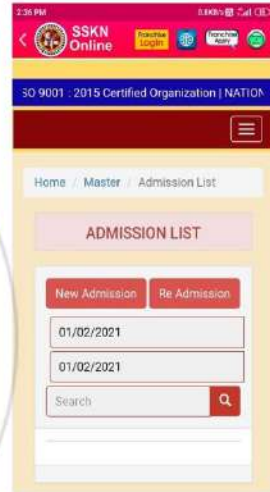 2:36 PM
SSKN
Online
Franchise
Login
Franchise
Apply
SO 9001 : 2015 Certified Organization | NATION
Home / Master / Admission List
ADMISSION LIST
New Admission
Re Admission
01/02/2021
01/02/2021
Search